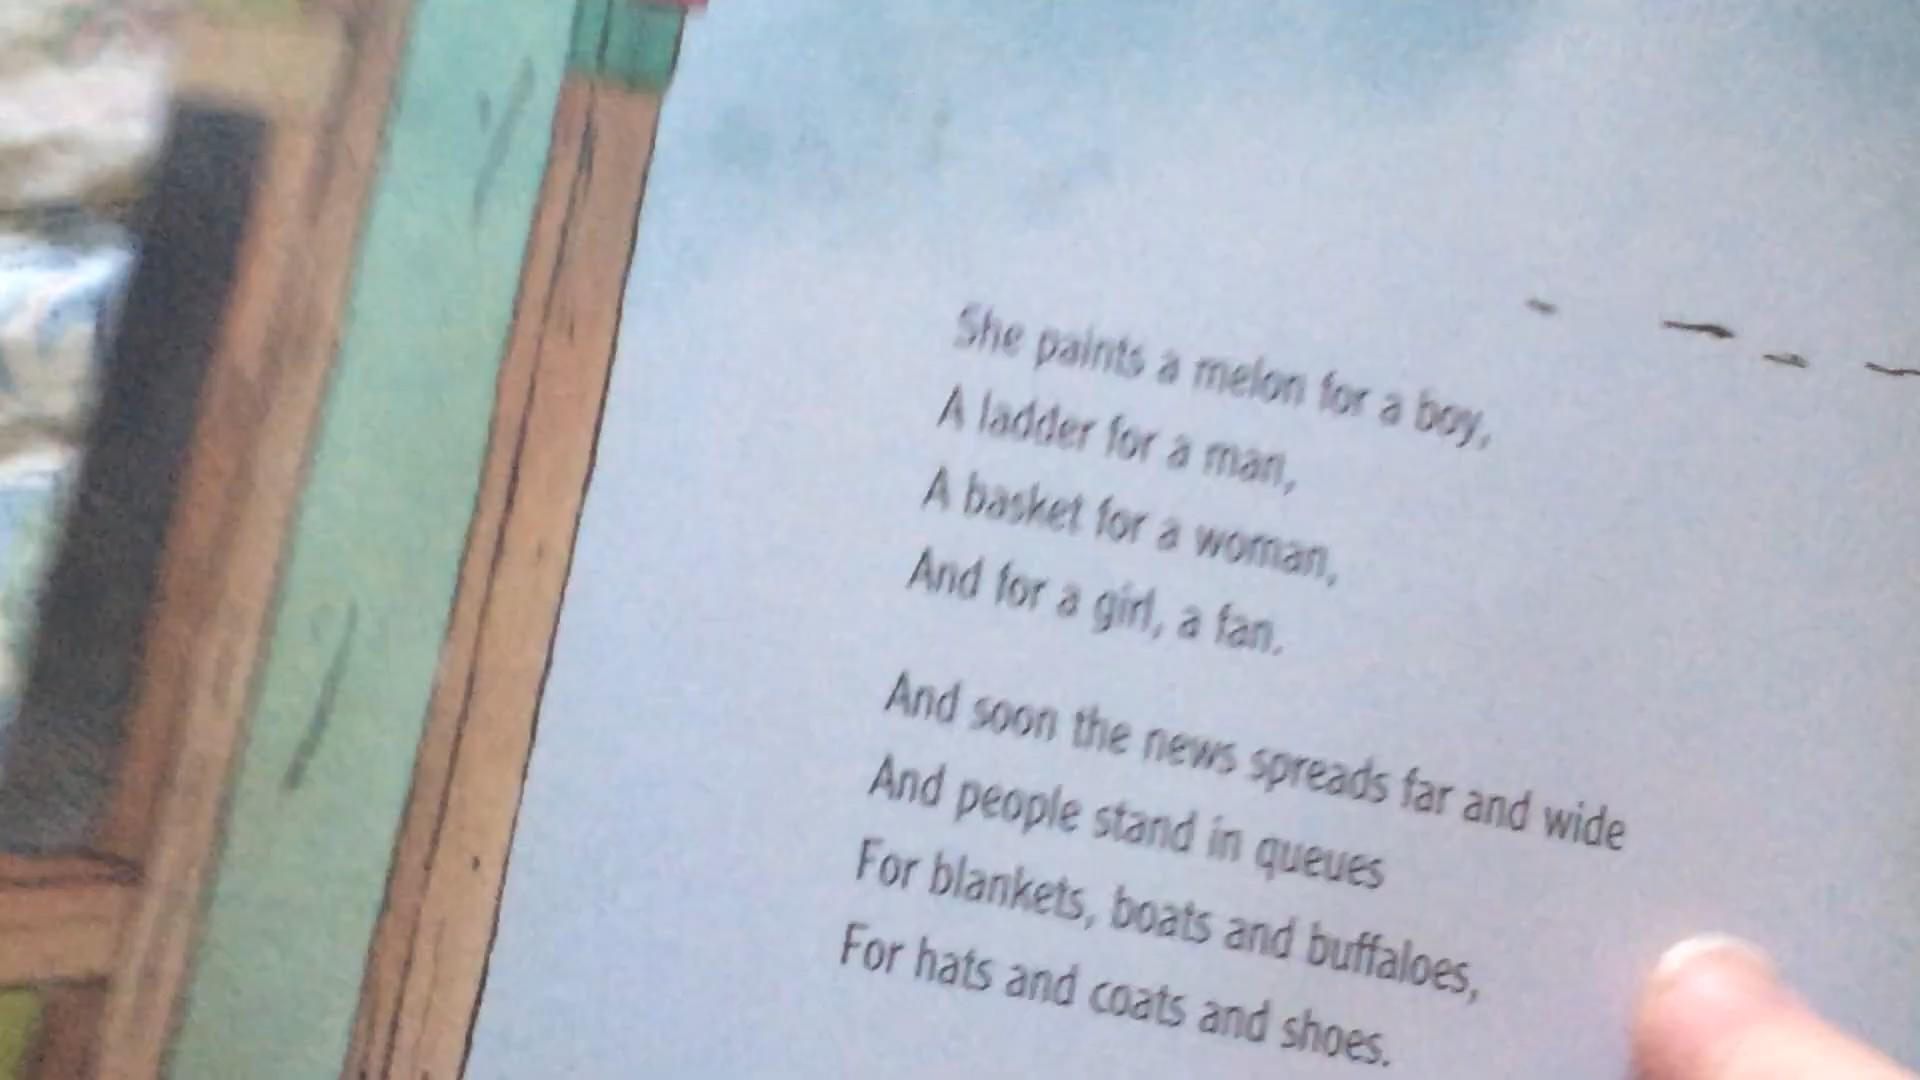 She paints a melon for a boy,
A ladder for a man,
A basket for a woman,
And for a girl, a fan.
And soon the news spreads far and wide
And people stand in queues
For blankets, boats and buffaloes,
For hats and coats and shoes.